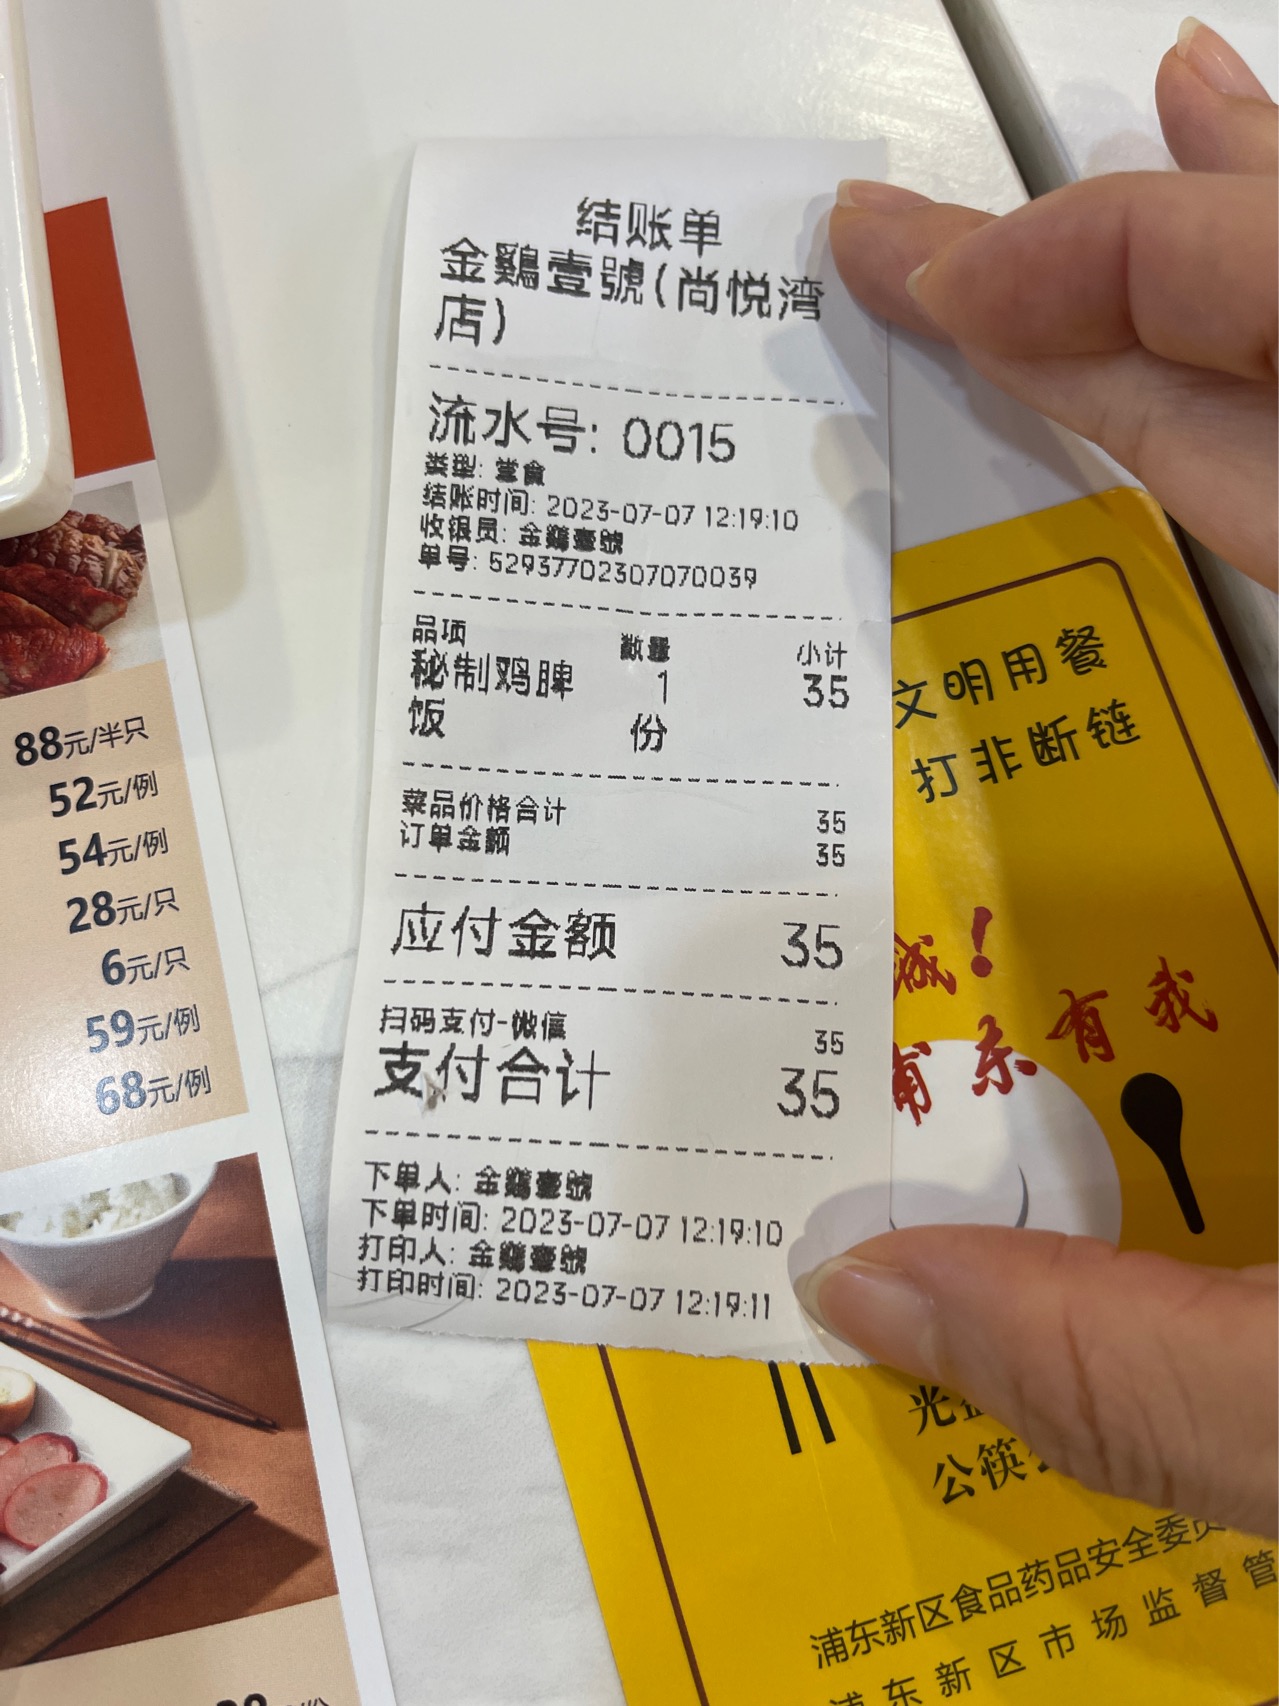 结账单
金鷄壹號(尚悦湾
店)
流水号: 0015
类型: 堂食
结账时间: 2023-07-07 12:19:10
收银员: 金鷄壹號
单号: 52937702307070039
品项 数量 小计
秘制鸡脾 1 35
饭 份
菜品价格合计 35
订单金额 35
应付金额 35
扫码支付-微信 35
支付合计 35
下单人: 金鷄壹號
下单时间: 2023-07-07 12:19:10
打印人: 金鷄壹號
打印时间: 2023-07-07 12:19:11
88元/半只
52元/例
54元/例
28元/只
6元/只
59元/例
68元/例
文明用餐
打非断链
诚!
浦东有我
光盘
公筷
浦东新区食品药品安全委员
浦东新区市场监督管